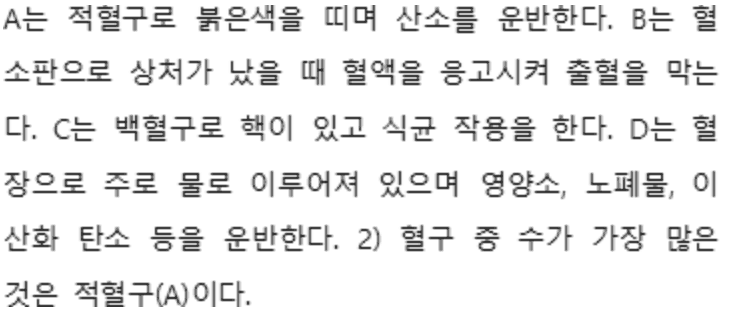 A는 적혈구로 붉은색을 띠며 산소를 운반한다. B는 혈
소판으로 상처가 났을 때 혈액을 응고시켜 출혈을 막는
다. C는 백혈구로 핵이 있고 식균 작용을 한다. D는 혈
장으로 주로 물로 이루어져 있으며 영양소, 노폐물, 이
산화 탄소 등을 운반한다. 2) 혈구 중 수가 가장 많은
것은 적혈구(A)이다.